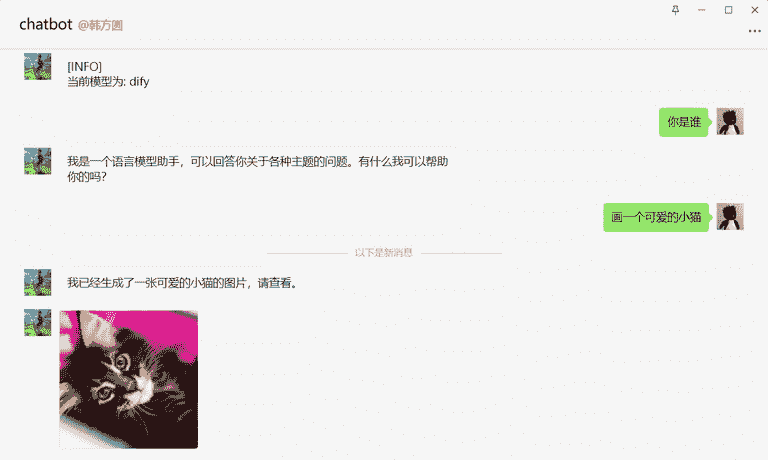 chatbot @韩方圆
[INFO]
当前模型为: dify
你是谁
我是一个语言模型助手，可以回答你关于各种主题的问题。有什么我可以帮助
你的吗？
画一个可爱的小猫
以下是新消息
我已经生成了一张可爱的小猫的图片，请查看。